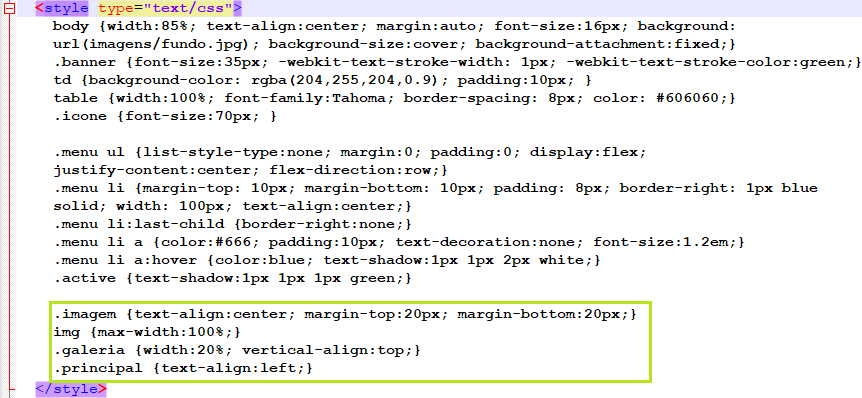 <style type="text/css">
body {width:85%; text-align:center; margin:auto; font-size:16px; background:
url(imagens/fundo.jpg); background-size:cover; background-attachment:fixed;}
.banner {font-size:35px; -webkit-text-stroke-width: 1px; -webkit-text-stroke-color:green;}
td {background-color: rgba(204,255,204,0.9); padding:10px; }
table {width:100%; font-family:Tahoma; border-spacing: 8px; color: #606060;}
.icone {font-size:70px; }
.menu ul {list-style-type:none; margin:0; padding:0; display:flex;
justify-content:center; flex-direction:row;}
.menu li {margin-top: 10px; margin-bottom: 10px; padding: 8px; border-right: 1px blue
solid; width: 100px; text-align:center;}
.menu li:last-child {border-right:none;}
.menu li a {color:#666; padding:10px; text-decoration:none; font-size:1.2em;}
.menu li a:hover {color:blue; text-shadow:1px 1px 2px white;}
.active {text-shadow:1px 1px 1px green;}
.imagem {text-align:center; margin-top:20px; margin-bottom:20px;}
img {max-width:100%;}
.galeria {width:20%; vertical-align:top;}
.principal {text-align:left;}
</style>